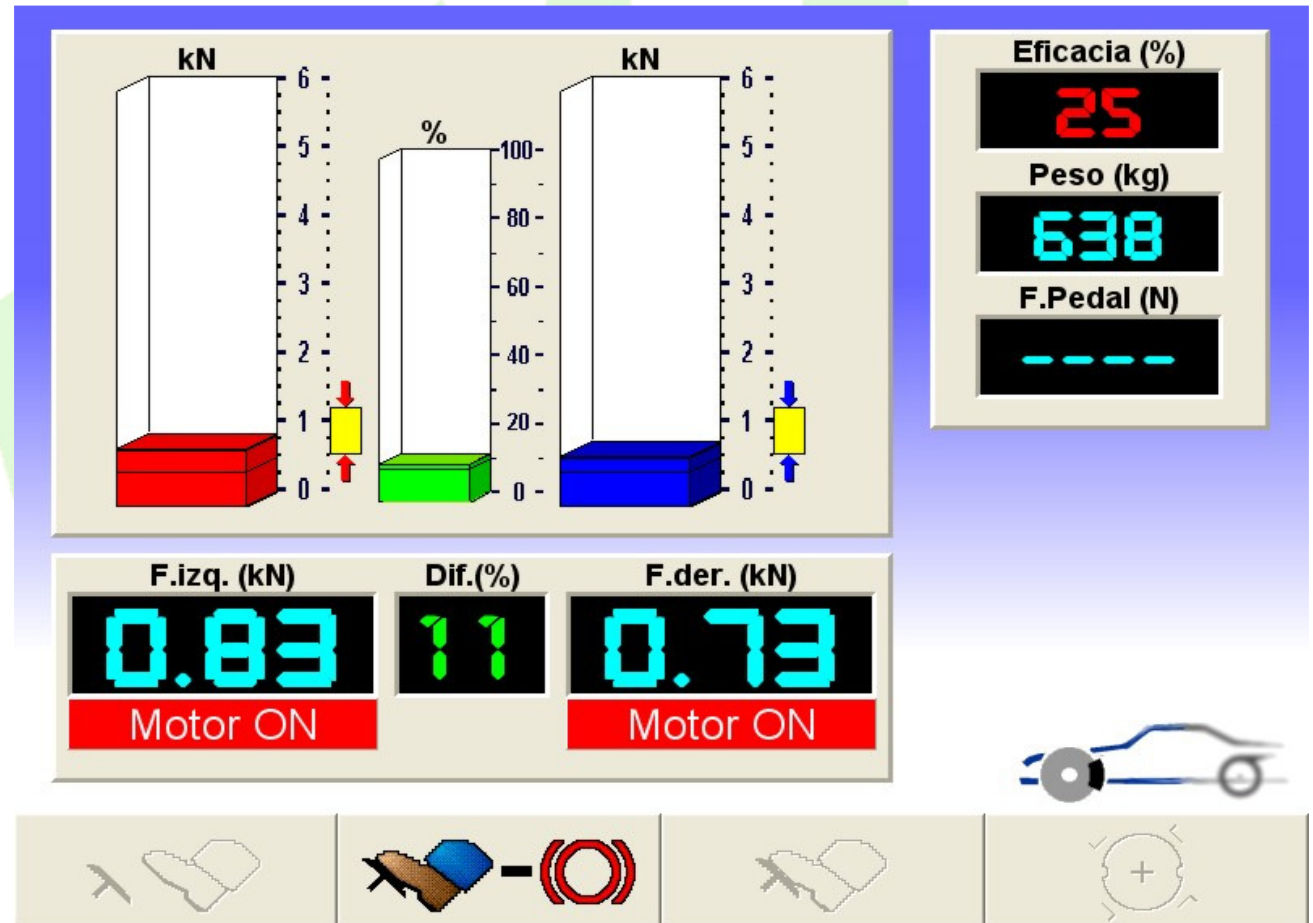 kN
6
5
4
3
2
1
0
%
100
80
60
40
20
0
kN
6
5
4
3
2
1
0
Eficacia (%)
25
Peso (kg)
638
F.Pedal (N)
----
F.izq. (kN)
0.83
Motor ON
Dif.(%)
11
F.der. (kN)
0.73
Motor ON